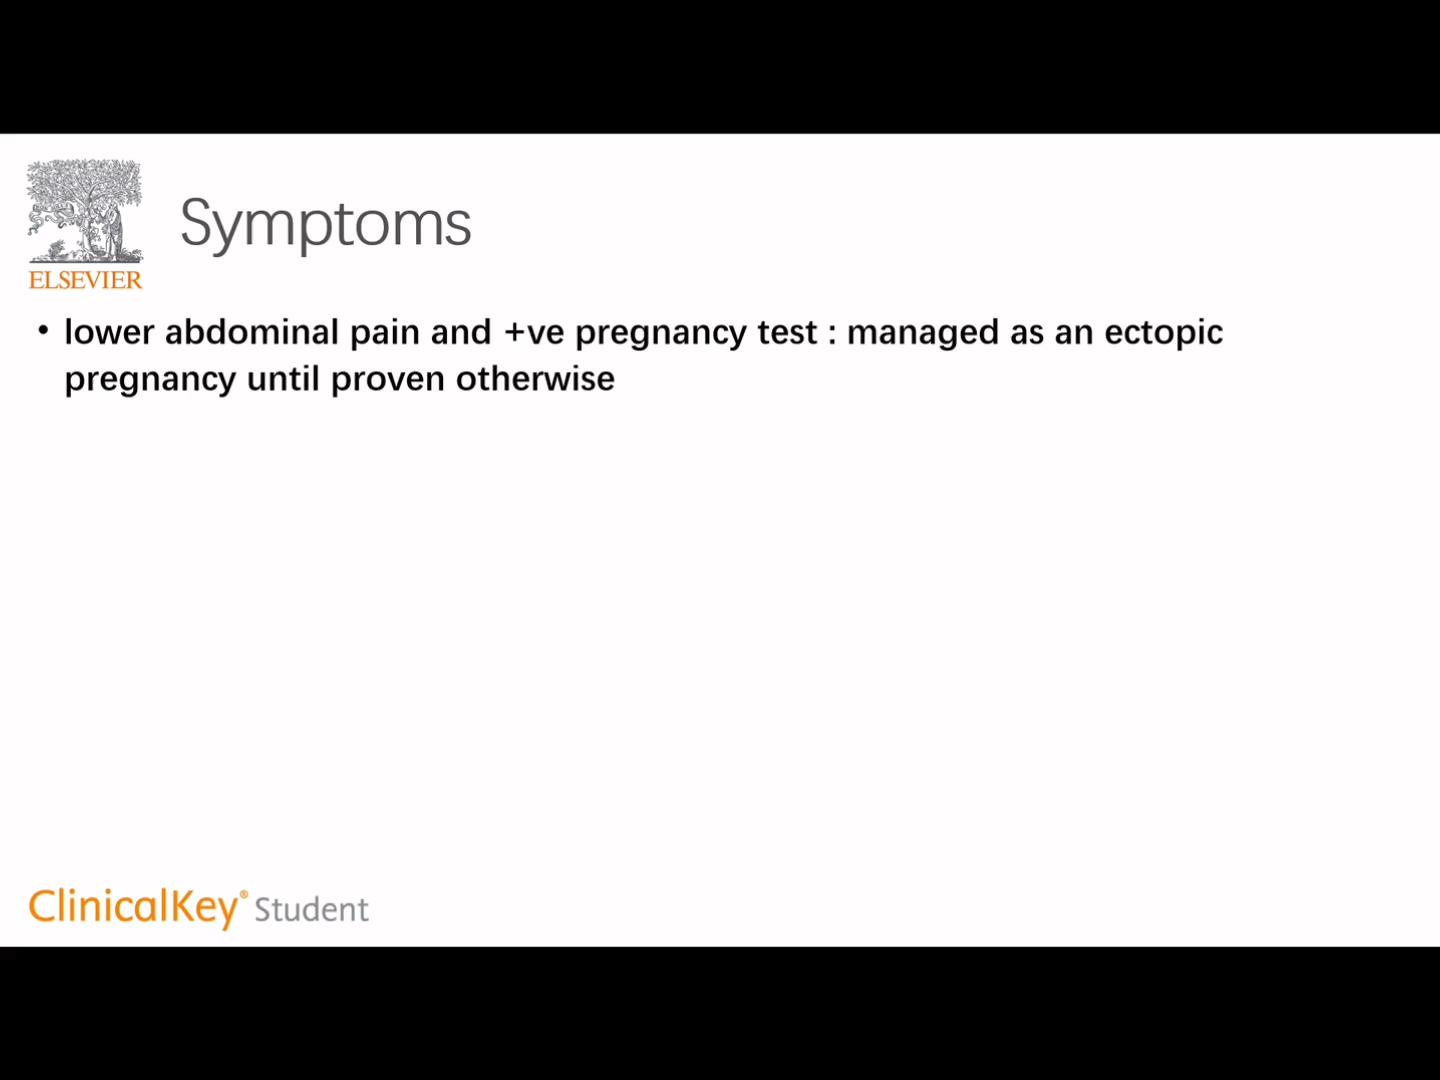 ELSEVIER
Symptoms
• lower abdominal pain and +ve pregnancy test : managed as an ectopic
pregnancy until proven otherwise
ClinicalKey® Student